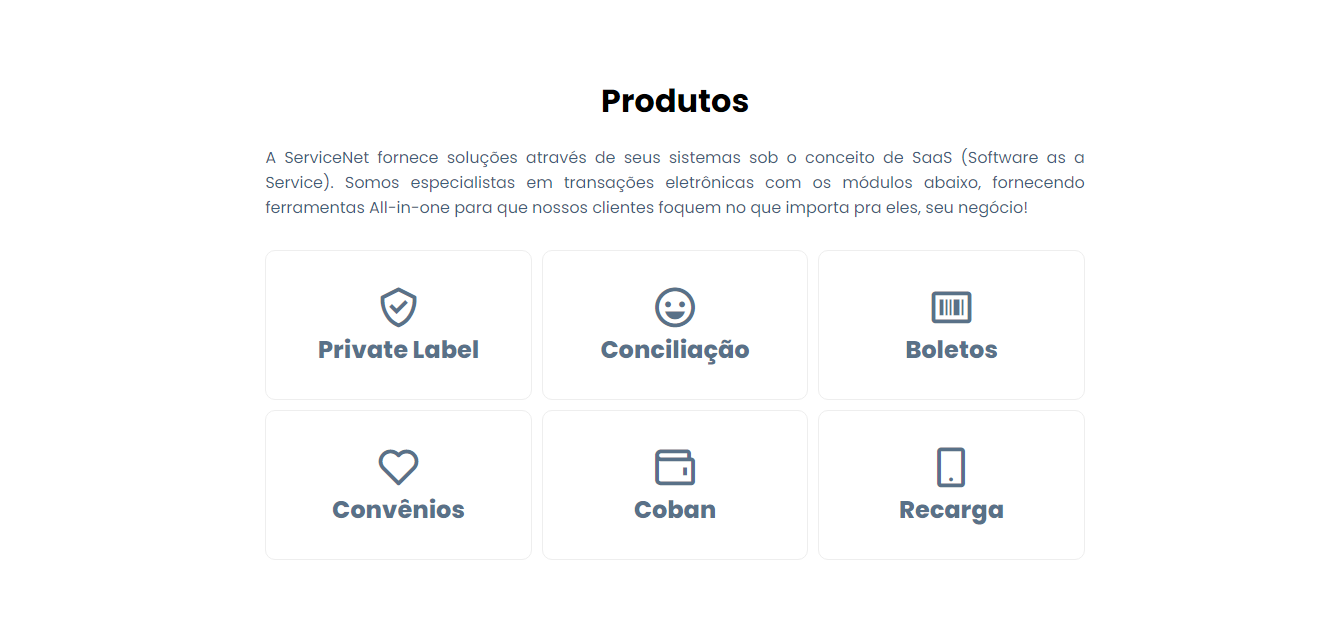 Produtos
A ServiceNet fornece soluções através de seus sistemas sob o conceito de SaaS (Software as a
Service). Somos especialistas em transações eletrônicas com os módulos abaixo, fornecendo
ferramentas All-in-one para que nossos clientes foquem no que importa pra eles, seu negócio!
Private Label
Conciliação
Boletos
Convênios
Coban
Recarga